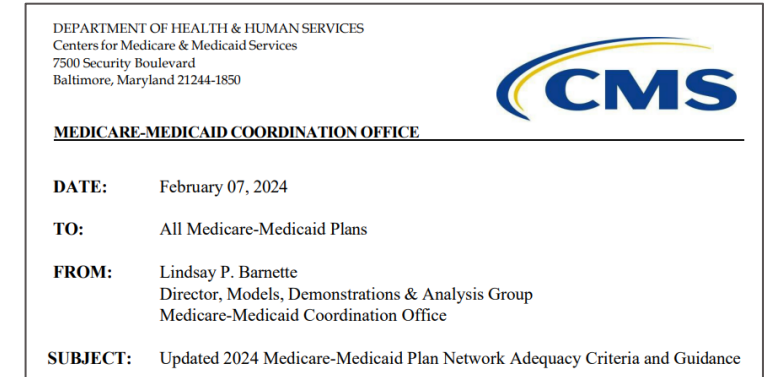 DEPARTMENT OF HEALTH & HUMAN SERVICES
Centers for Medicare & Medicaid Services
7500 Security Boulevard
Baltimore, Maryland 21244-1850
CMS
MEDICARE-MEDICAID COORDINATION OFFICE
DATE: February 07, 2024
TO: All Medicare-Medicaid Plans
FROM: Lindsay P. Barnette
Director, Models, Demonstrations & Analysis Group
Medicare-Medicaid Coordination Office
SUBJECT: Updated 2024 Medicare-Medicaid Plan Network Adequacy Criteria and Guidance